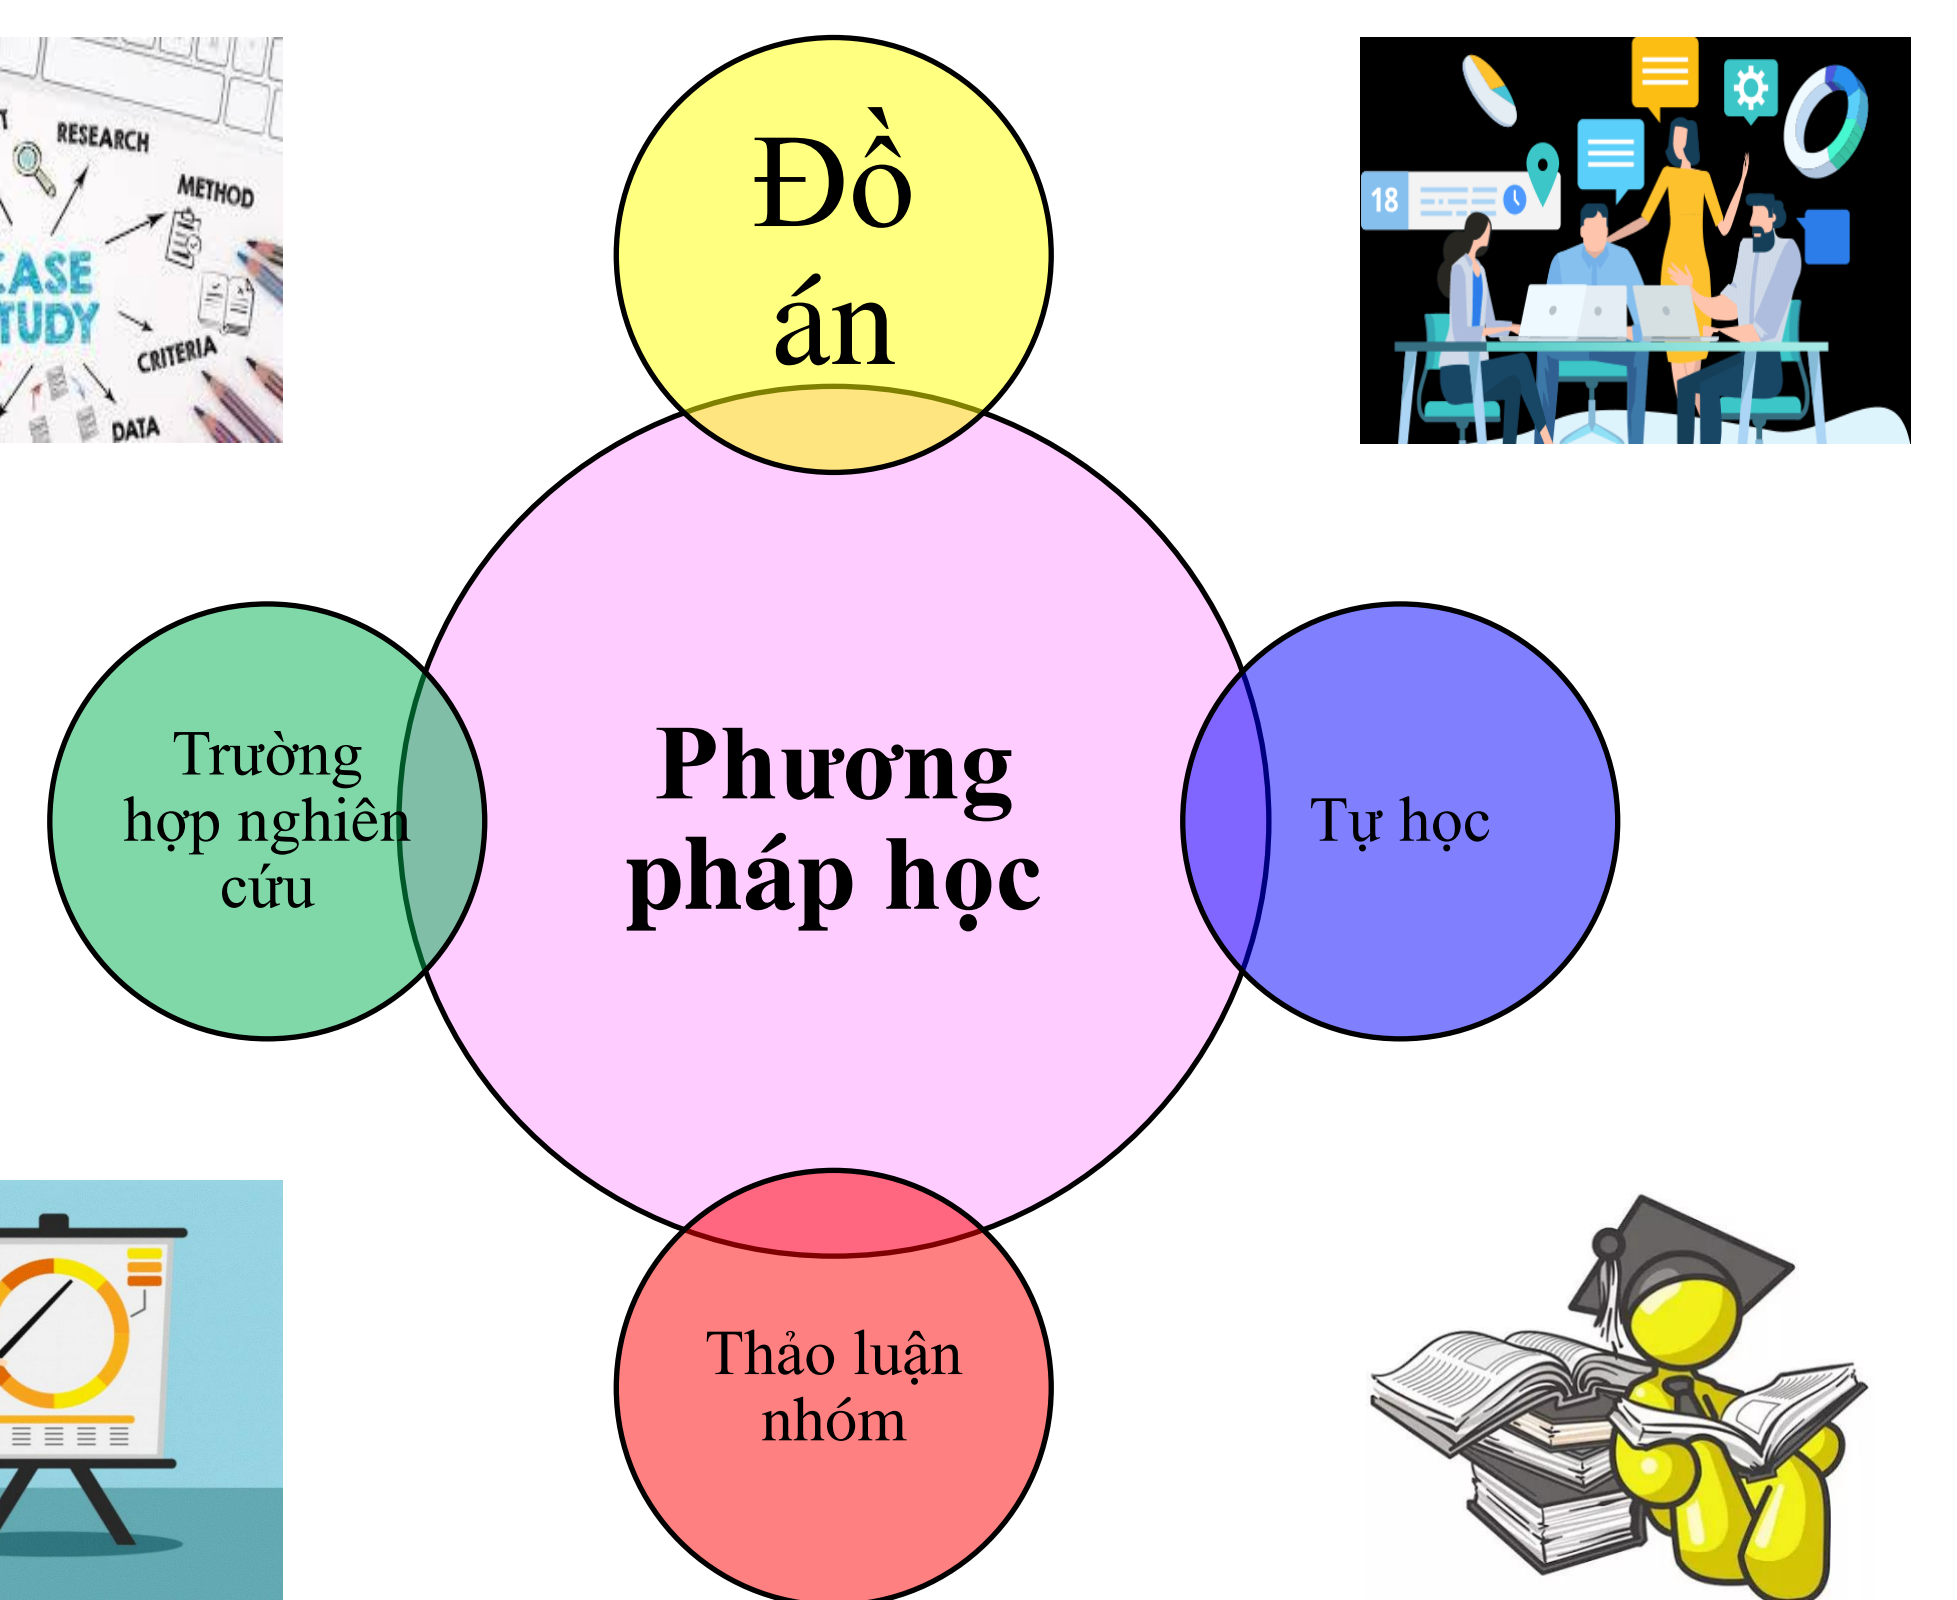 RESEARCH
METHOD
CASE
STUDY
CRITERIA
DATA
Đồ
án
18
Trường
hợp nghiên
cứu
Phương
pháp học
Tự học
Thảo luận
nhóm